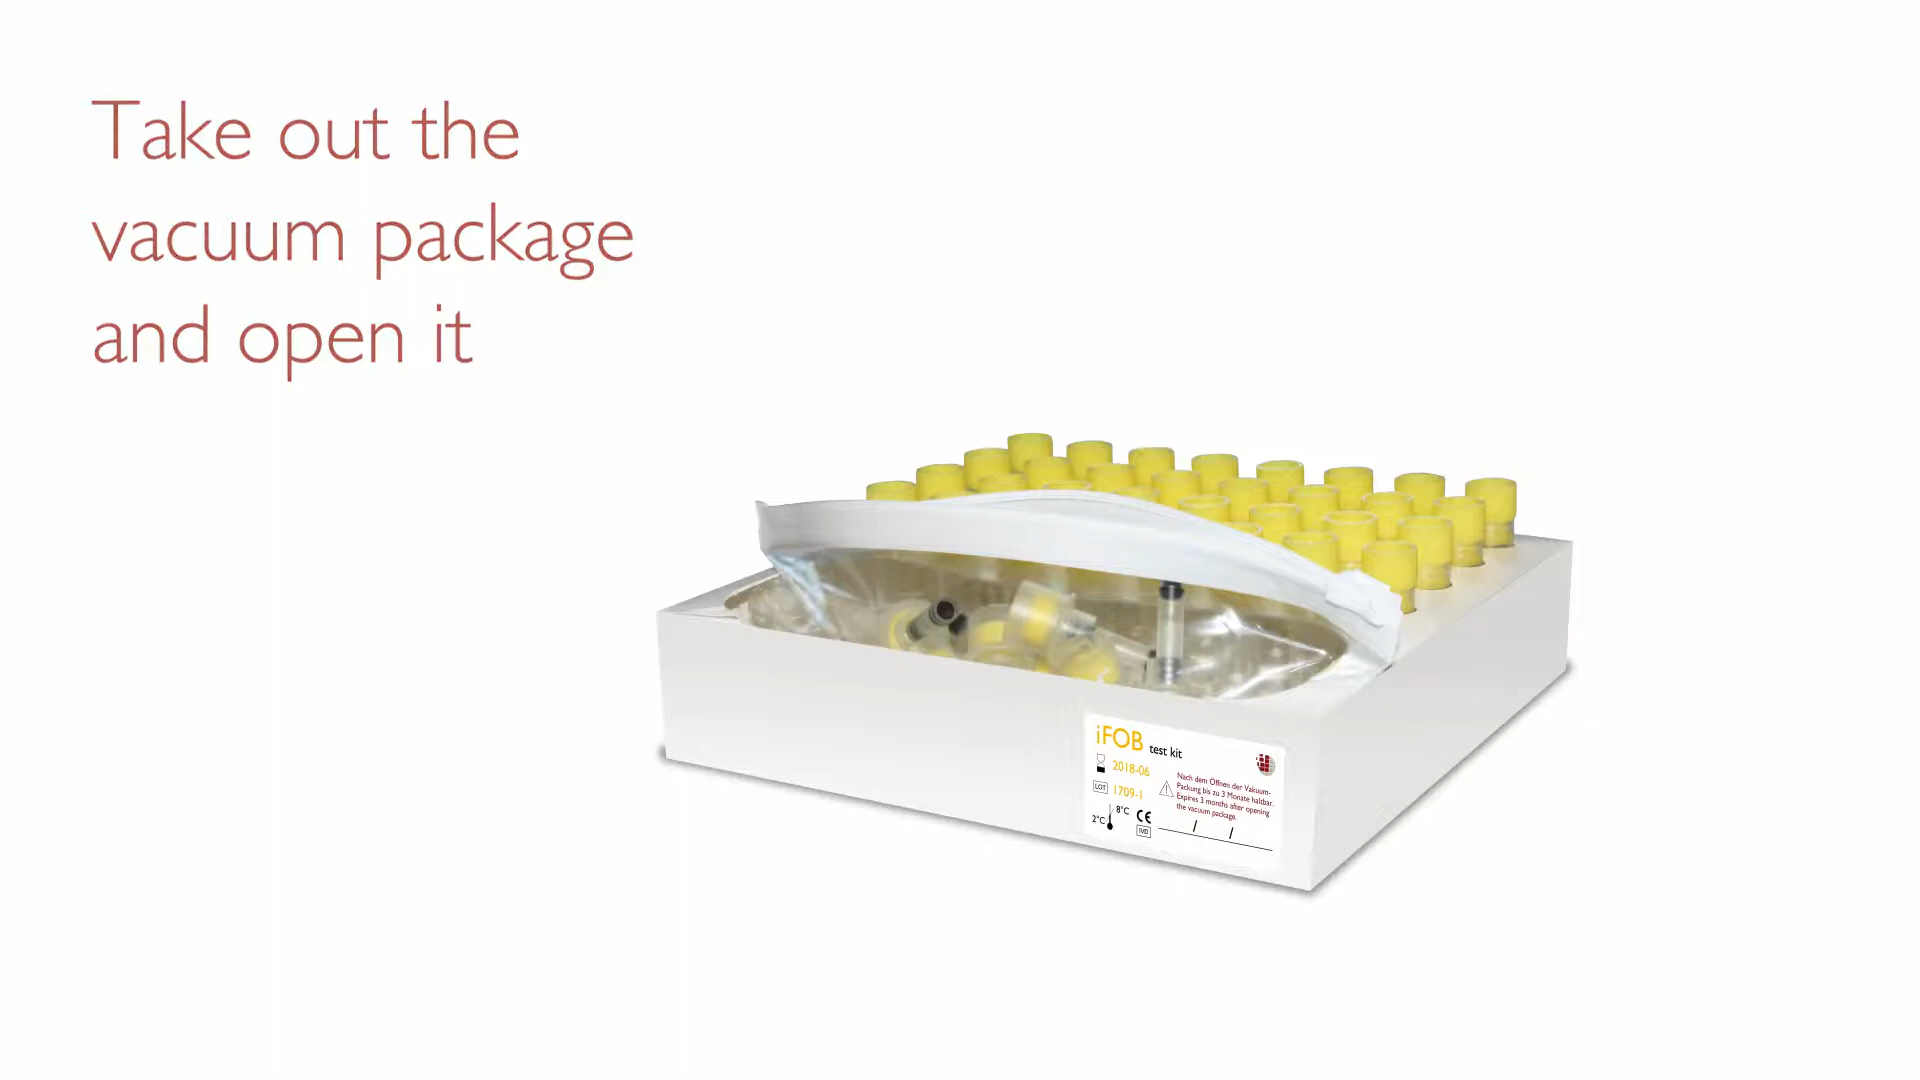 Take out the
vacuum package
and open it
iFOB test kit
2018-06
LOT 1709-1
8°C
2°C
CE
IVD
Nach dem Öffnen der Vakuum-
Packung bis zu 3 Monate haltbar.
Expires 3 months after opening
the vacuum package.
/ /